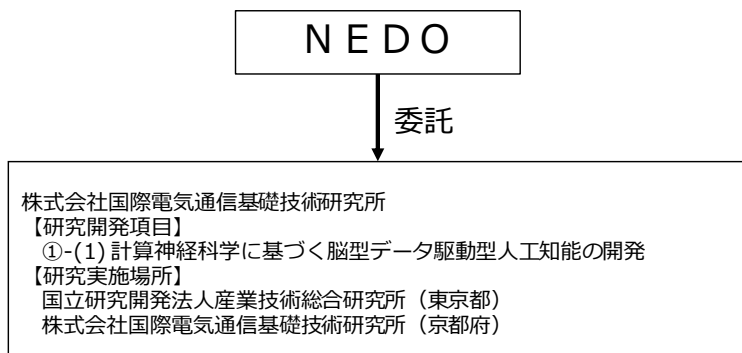 NEDO
委託
株式会社国際電気通信基礎技術研究所
【研究開発項目】
①-(1) 計算神経科学に基づく脳型データ駆動型人工知能の開発
【研究実施場所】
国立研究開発法人産業技術総合研究所（東京都）
株式会社国際電気通信基礎技術研究所（京都府）